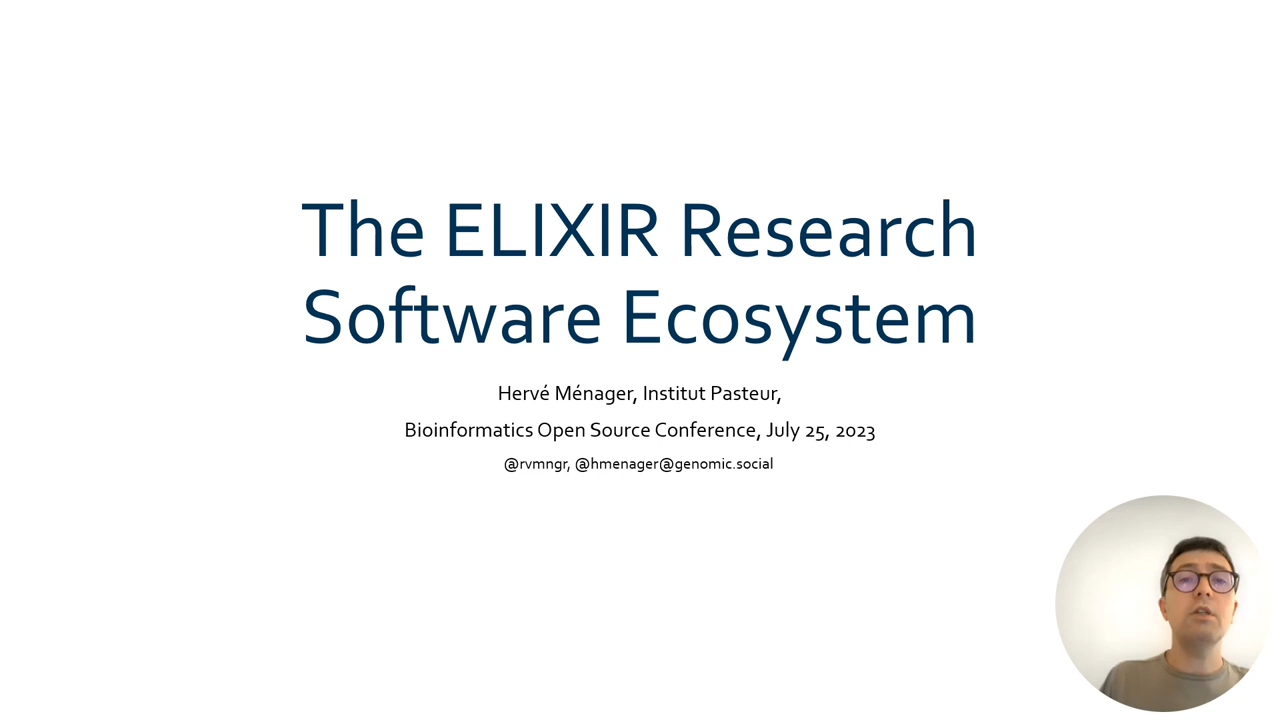 The ELIXIR Research
Software Ecosystem
Hervé Ménager, Institut Pasteur,
Bioinformatics Open Source Conference, July 25, 2023
@rvmngr, @hmenager@genomic.social